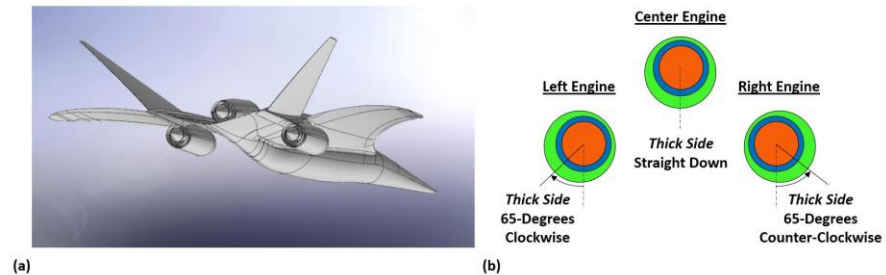 Center Engine
Left Engine
Right Engine
Thick Side
Straight Down
Thick Side
65-Degrees
Clockwise
Thick Side
65-Degrees
Counter-Clockwise
(a)
(b)